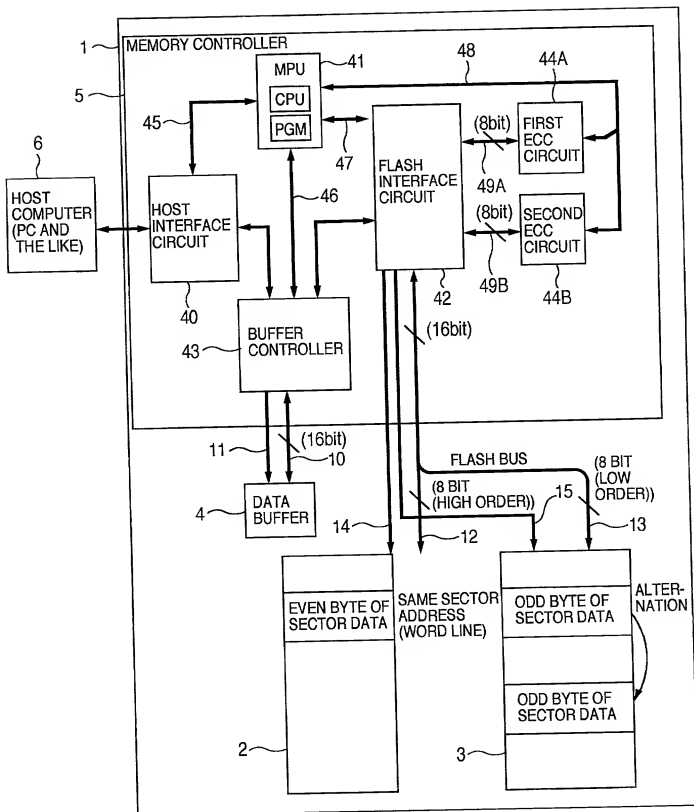 1
MEMORY CONTROLLER
5
MPU
41
CPU
PGM
45
47
46
48
44A
FIRST
ECC
CIRCUIT
(8bit)
49A
FLASH
INTERFACE
CIRCUIT
42
(8bit)
49B
SECOND
ECC
CIRCUIT
44B
6
HOST
COMPUTER
(PC AND
THE LIKE)
HOST
INTERFACE
CIRCUIT
40
43
BUFFER
CONTROLLER
(16bit)
11
(16bit)
10
4
DATA
BUFFER
FLASH BUS
(8 BIT
(HIGH ORDER))
(8 BIT
(LOW
ORDER))
14
12
15
13
EVEN BYTE OF
SECTOR DATA
SAME SECTOR
ADDRESS
(WORD LINE)
ODD BYTE OF
SECTOR DATA
ALTER-
NATION
ODD BYTE OF
SECTOR DATA
2
3